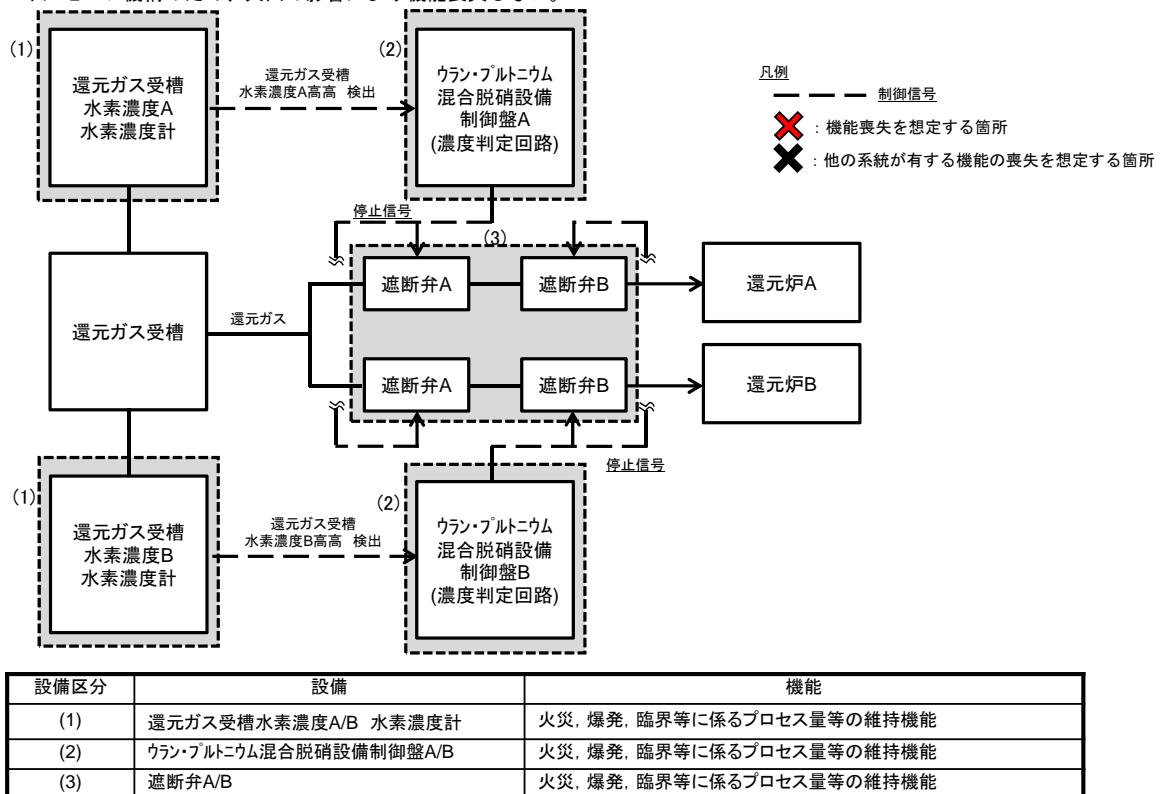 (1)
還元ガス受槽
水素濃度A
水素濃度計
還元ガス受槽
水素濃度A高高 検出
(2)
ウラン・プルトニウム
混合脱硝設備
制御盤A
(濃度判定回路)
凡例
制御信号
：機能喪失を想定する箇所
：他の系統が有する機能の喪失を想定する箇所
停止信号
(3)
還元ガス受槽
還元ガス
遮断弁A
遮断弁B
還元炉A
遮断弁A
遮断弁B
還元炉B
停止信号
(1)
還元ガス受槽
水素濃度B
水素濃度計
還元ガス受槽
水素濃度B高高 検出
(2)
ウラン・プルトニウム
混合脱硝設備
制御盤B
(濃度判定回路)
設備区分 設備 機能
(1) 還元ガス受槽水素濃度A/B 水素濃度計 火災，爆発，臨界等に係るプロセス量等の維持機能
(2) ウラン・プルトニウム混合脱硝設備制御盤A/B 火災，爆発，臨界等に係るプロセス量等の維持機能
(3) 遮断弁A/B 火災，爆発，臨界等に係るプロセス量等の維持機能